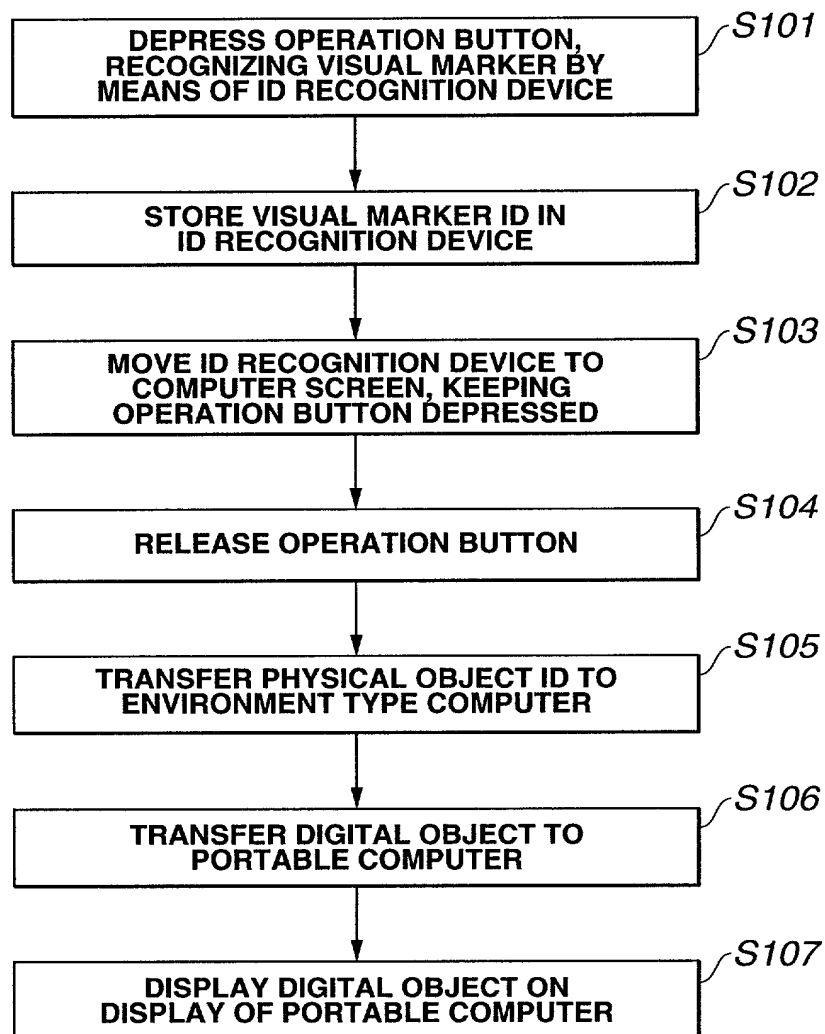 S101
DEPRESS OPERATION BUTTON,
RECOGNIZING VISUAL MARKER BY
MEANS OF ID RECOGNITION DEVICE
S102
STORE VISUAL MARKER ID IN
ID RECOGNITION DEVICE
S103
MOVE ID RECOGNITION DEVICE TO
COMPUTER SCREEN, KEEPING
OPERATION BUTTON DEPRESSED
S104
RELEASE OPERATION BUTTON
S105
TRANSFER PHYSICAL OBJECT ID TO
ENVIRONMENT TYPE COMPUTER
S106
TRANSFER DIGITAL OBJECT TO
PORTABLE COMPUTER
S107
DISPLAY DIGITAL OBJECT ON
DISPLAY OF PORTABLE COMPUTER